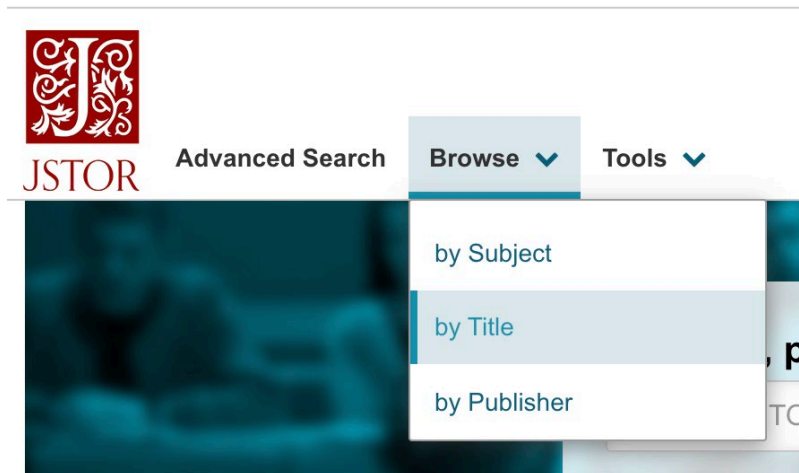 JSTOR
Advanced Search Browse Tools
by Subject
by Title
by Publisher